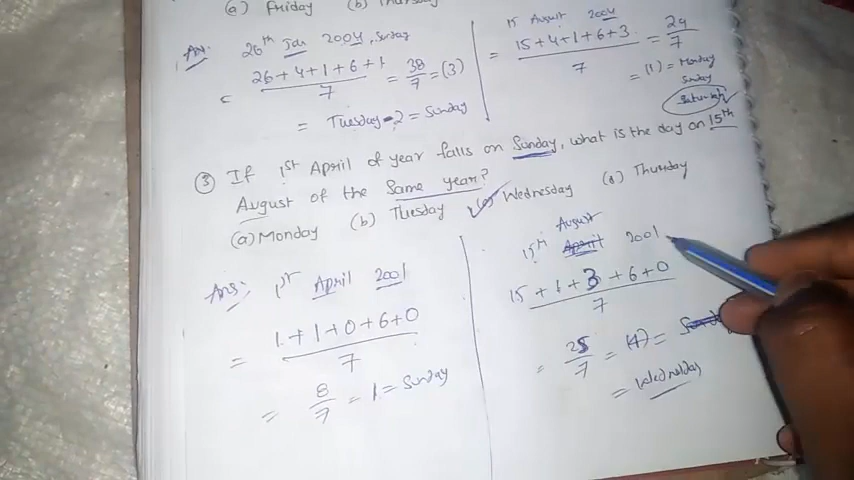 (a) Friday (b) Thursday
Ans: 26th Jan 2004, Sunday
26+4+1+6+1 / 7 = 38/7 = (3)
= Tuesday-2 = Sunday
15 August 2004
= 15+4+1+6+3 / 7 = 29/7
= (1) = Monday
Sunday
Saturday
③ If 1st April of year falls on Sunday, what is the day on 15th
August of the Same year?
(a) Monday (b) Tuesday (c) Wednesday (d) Thursday
Ans: 1st April 2001
= 1+1+0+6+0 / 7
= 8/7 = 1 = Sunday
15th August 2001
15+1+3+6+0 / 7
= 25/7 = (4) =
= Wednesday